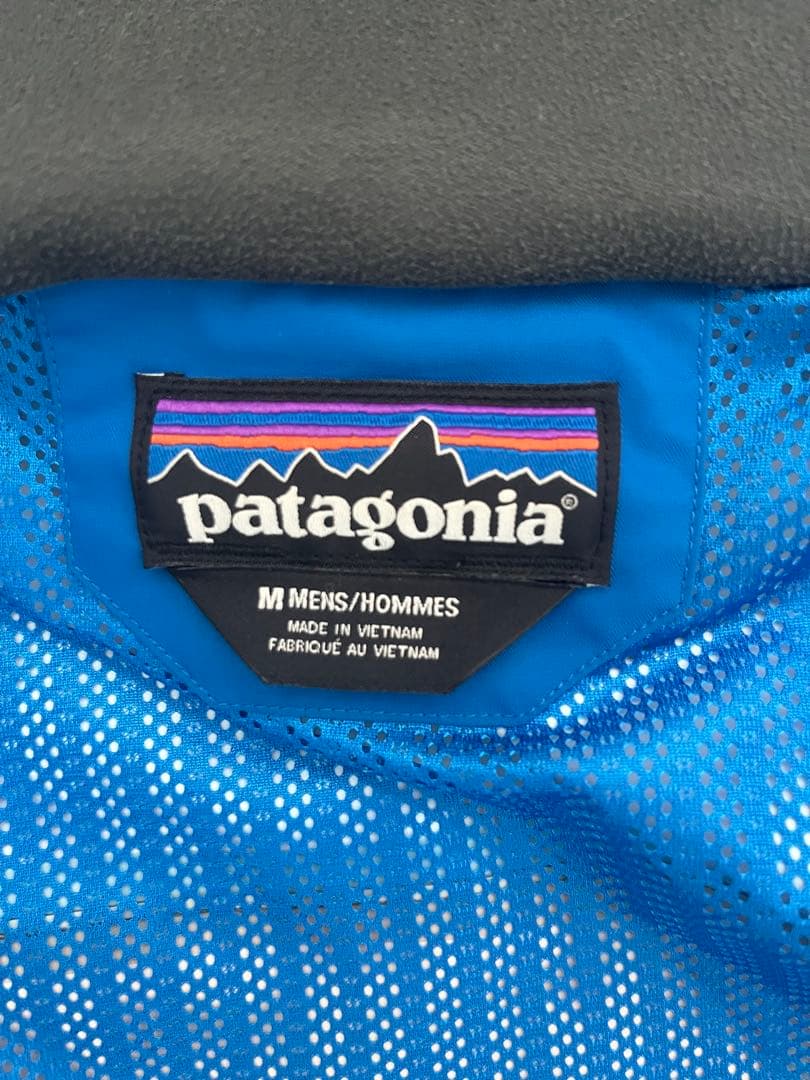 patagonia®
M MENS/HOMMES
MADE IN VIETNAM
FABRIQUÉ AU VIETNAM